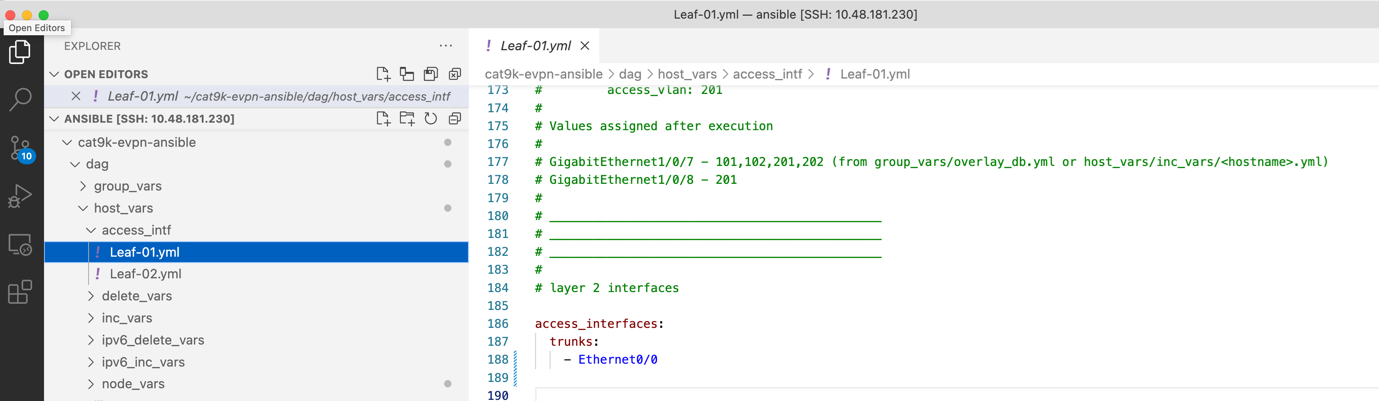 Leaf-01.yml — ansible [SSH: 10.48.181.230]
Open Editors
EXPLORER
OPEN EDITORS
Leaf-01.yml ~/cat9k-evpn-ansible/dag/host_vars/access_intf
ANSIBLE [SSH: 10.48.181.230]
cat9k-evpn-ansible
dag
group_vars
host_vars
access_intf
Leaf-01.yml
Leaf-02.yml
delete_vars
inc_vars
ipv6_delete_vars
ipv6_inc_vars
node_vars
10
! Leaf-01.yml
cat9k-evpn-ansible > dag > host_vars > access_intf > ! Leaf-01.yml
173 #         access_vlan: 201
174 #
175 # Values assigned after execution
176 #
177 # GigabitEthernet1/0/7 - 101,102,201,202 (from group_vars/overlay_db.yml or host_vars/inc_vars/<hostname>.yml)
178 # GigabitEthernet1/0/8 - 201
179 #
180 # ______________________________________________
181 # ______________________________________________
182 # ______________________________________________
183 #
184 # layer 2 interfaces
185
186 access_interfaces:
187   trunks:
188     - Ethernet0/0
189
190